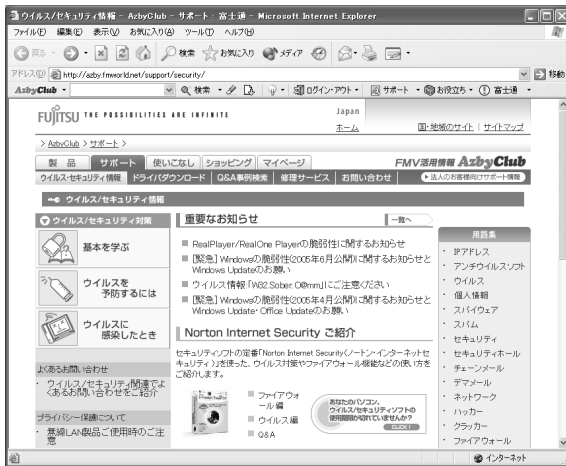 ウイルス/セキュリティ情報 - AzbyClub - サポート : 富士通 - Microsoft Internet Explorer
ファイル(F) 編集(E) 表示(V) お気に入り(A) ツール(T) ヘルプ(H)
戻る 検索 お気に入り メディア
アドレス(D) http://azby.fmworld.net/support/security/ 移動
AzbyClub 検索 ログイン・アウト サポート お役立ち 富士通
FUJITSU THE POSSIBILITIES ARE INFINITE Japan
ホーム 国・地域のサイト | サイトマップ
> AzbyClub > サポート >
製 品 サポート 使いこなし ショッピング マイページ FMV活用情報 AzbyClub
ウイルス・セキュリティ情報 ドライバダウンロード Q&A事例検索 修理サービス お問い合わせ 法人のお客様向けサポート情報
ウイルス/セキュリティ情報
ウイルス/セキュリティ対策
基本を学ぶ
ウイルスを
予防するには
ウイルスに
感染したとき
よくあるお問い合わせ
・ ウイルス/セキュリティ関連でよ
くあるお問い合わせをご紹介
プライバシー保護について
・ 無線LAN製品ご使用時のご注
意
重要なお知らせ 一覧へ
■ RealPlayer/RealOne Playerの脆弱性に関するお知らせ
■ [緊急] Windowsの脆弱性(2005年6月公開)に関するお知らせと
Windows Updateのお願い
■ ウイルス情報「W32.Sober.O@mm」にご注意ください
■ [緊急] Windowsの脆弱性(2005年4月公開)に関するお知らせと
Windows Update・Office Updateのお願い
Norton Internet Security ご紹介
セキュリティソフトの定番「Norton Internet Security(ノートン・インターネットセ
キュリティ)」を使った、ウイルス対策やファイアウォール機能などの使い方を
ご紹介します。
■ ファイアウォ
ール編
■ ウイルス編
■ Q&A
あなたのパソコン、
ウイルス/セキュリティソフトの
使用期限が切れていませんか?
CLICK!
用語集
・ IPアドレス
・ アンチウイルスソフト
・ ウイルス
・ 個人情報
・ スパイウェア
・ スパム
・ セキュリティ
・ セキュリティホール
・ チェーンメール
・ デマメール
・ ネットワーク
・ ハッカー
・ クラッカー
・ ファイアウォール
インターネット